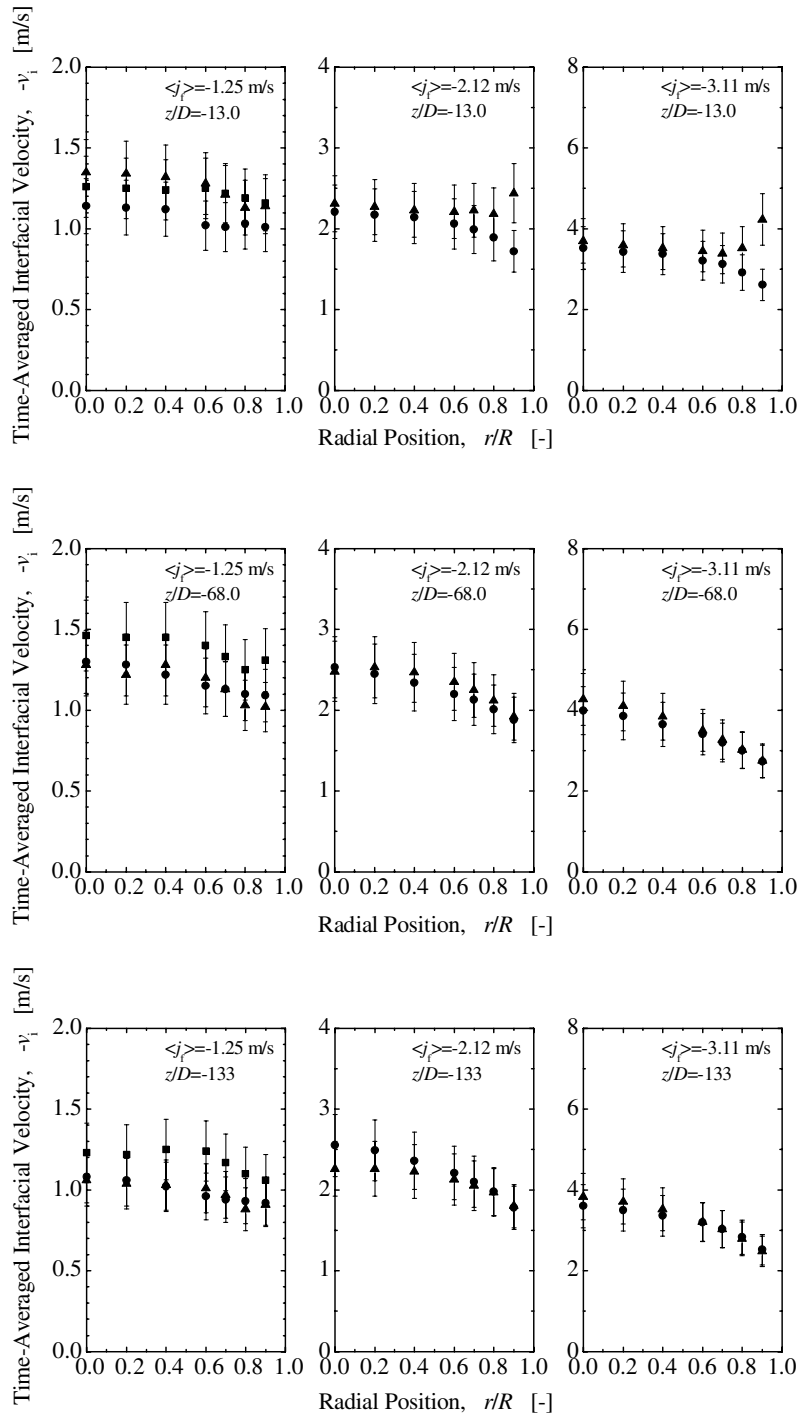 Time-Averaged Interfacial Velocity, -vᵢ [m/s]
2.0
1.5
1.0
0.5
0.0
0.0 0.2 0.4 0.6 0.8 1.0
<j_f>=-1.25 m/s
z/D=-13.0
4
3
2
1
0
0.0 0.2 0.4 0.6 0.8 1.0
<j_f>=-2.12 m/s
z/D=-13.0
8
6
4
2
0
0.0 0.2 0.4 0.6 0.8 1.0
<j_f>=-3.11 m/s
z/D=-13.0
Radial Position, r/R [-]
Time-Averaged Interfacial Velocity, -vᵢ [m/s]
2.0
1.5
1.0
0.5
0.0
0.0 0.2 0.4 0.6 0.8 1.0
<j_f>=-1.25 m/s
z/D=-68.0
4
3
2
1
0
0.0 0.2 0.4 0.6 0.8 1.0
<j_f>=-2.12 m/s
z/D=-68.0
8
6
4
2
0
0.0 0.2 0.4 0.6 0.8 1.0
<j_f>=-3.11 m/s
z/D=-68.0
Radial Position, r/R [-]
Time-Averaged Interfacial Velocity, -vᵢ [m/s]
2.0
1.5
1.0
0.5
0.0
0.0 0.2 0.4 0.6 0.8 1.0
<j_f>=-1.25 m/s
z/D=-133
4
3
2
1
0
0.0 0.2 0.4 0.6 0.8 1.0
<j_f>=-2.12 m/s
z/D=-133
8
6
4
2
0
0.0 0.2 0.4 0.6 0.8 1.0
<j_f>=-3.11 m/s
z/D=-133
Radial Position, r/R [-]